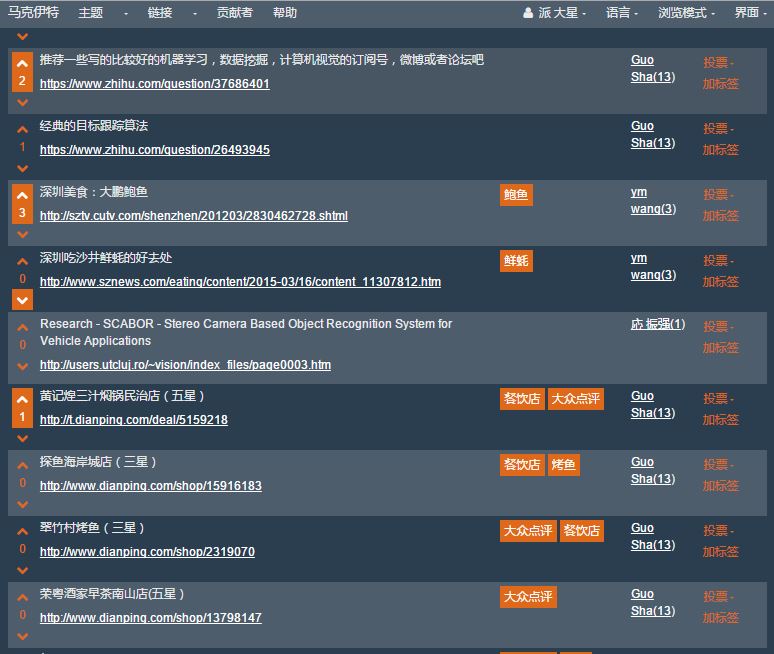 马克伊特 主题 - 链接 - 贡献者 帮助 派 大星 - 语言 - 浏览模式 - 界面 -
推荐一些写的比较好的机器学习，数据挖掘，计算机视觉的订阅号，微博或者论坛吧 Guo 投票 -
2 https://www.zhihu.com/question/37686401 Sha(13) 加标签
经典的目标跟踪算法 Guo 投票 -
1 https://www.zhihu.com/question/26493945 Sha(13) 加标签
深圳美食：大鹏鲍鱼 鲍鱼 ym 投票 -
3 http://sztv.cutv.com/shenzhen/201203/2830462728.shtml wang(3) 加标签
深圳吃沙井鲜蚝的好去处 鲜蚝 ym 投票 -
0 http://www.sznews.com/eating/content/2015-03/16/content_11307812.htm wang(3) 加标签
Research - SCABOR - Stereo Camera Based Object Recognition System for 振强(1) 投票 -
0 Vehicle Applications 加标签
http://users.utcluj.ro/~vision/index_files/page0003.htm
黄记煌三汁焖锅民治店（五星） 餐饮店 大众点评 Guo 投票 -
1 http://t.dianping.com/deal/5159218 Sha(13) 加标签
探鱼海岸城店（三星） 餐饮店 烤鱼 Guo 投票 -
0 http://www.dianping.com/shop/15916183 Sha(13) 加标签
翠竹村烤鱼（三星） 大众点评 餐饮店 Guo 投票 -
0 http://www.dianping.com/shop/2319070 Sha(13) 加标签
荣粤酒家早茶南山店(五星） 大众点评 Guo 投票 -
0 http://www.dianping.com/shop/13798147 Sha(13) 加标签